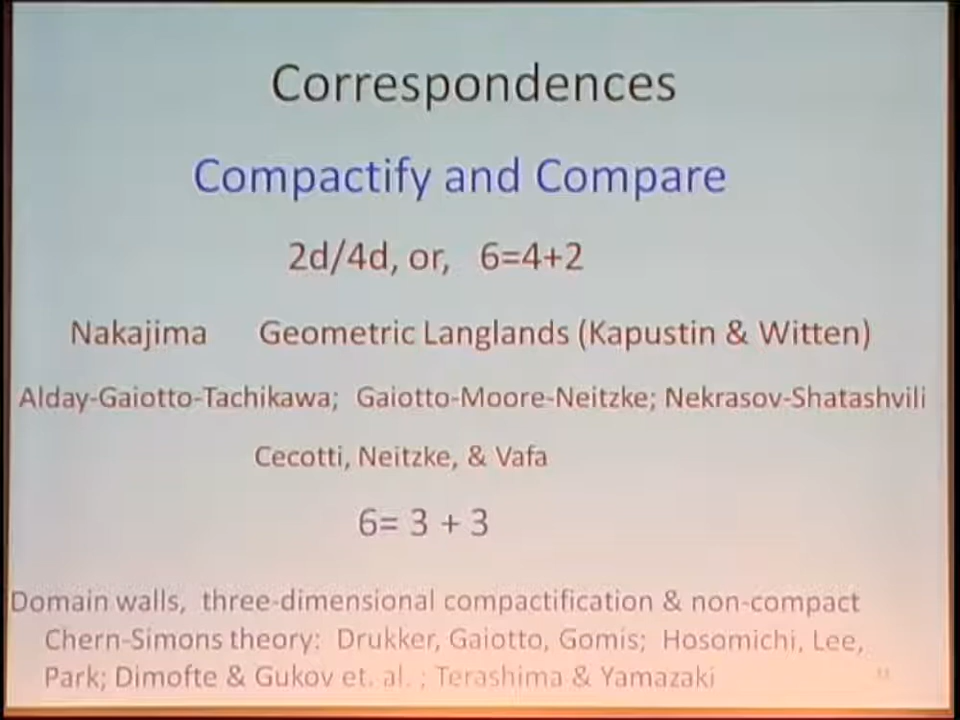 Correspondences
Compactify and Compare
2d/4d, or, 6=4+2
Nakajima Geometric Langlands (Kapustin & Witten)
Alday-Gaiotto-Tachikawa; Gaiotto-Moore-Neitzke; Nekrasov-Shatashvili
Cecotti, Neitzke, & Vafa
6= 3 + 3
Domain walls, three-dimensional compactification & non-compact
Chern-Simons theory: Drukker, Gaiotto, Gomis; Hosomichi, Lee,
Park; Dimofte & Gukov et. al. ; Terashima & Yamazaki